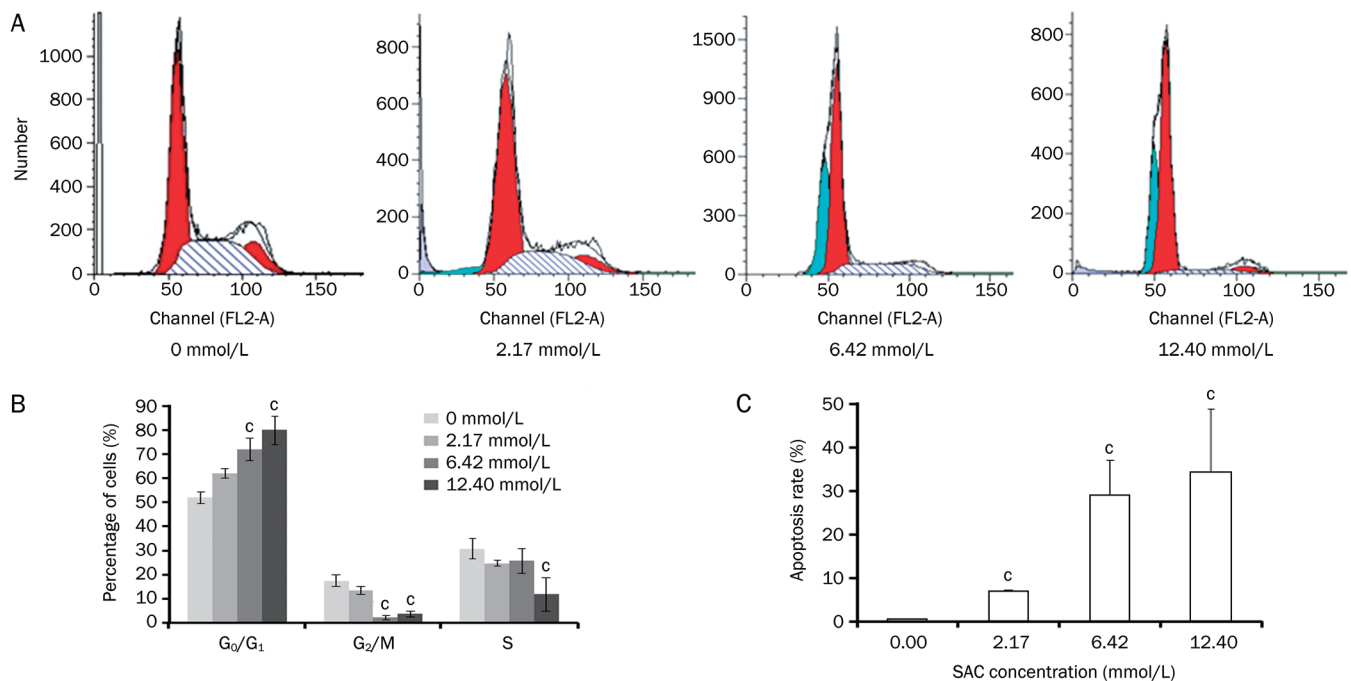 A
Number
1000
800
600
400
200
0
0 50 100 150
Channel (FL2-A)
0 mmol/L
800
600
400
200
0
0 50 100 150
Channel (FL2-A)
2.17 mmol/L
1500
900
600
300
0
0 50 100 150
Channel (FL2-A)
6.42 mmol/L
800
600
400
200
0
0 50 100 150
Channel (FL2-A)
12.40 mmol/L
B
Percentage of cells (%)
90
80
70
60
50
40
30
20
10
0
c
c
c
c
c
G₀/G₁ G₂/M S
0 mmol/L
2.17 mmol/L
6.42 mmol/L
12.40 mmol/L
C
Apoptosis rate (%)
50
40
30
20
10
0
c
c
c
0.00 2.17 6.42 12.40
SAC concentration (mmol/L)